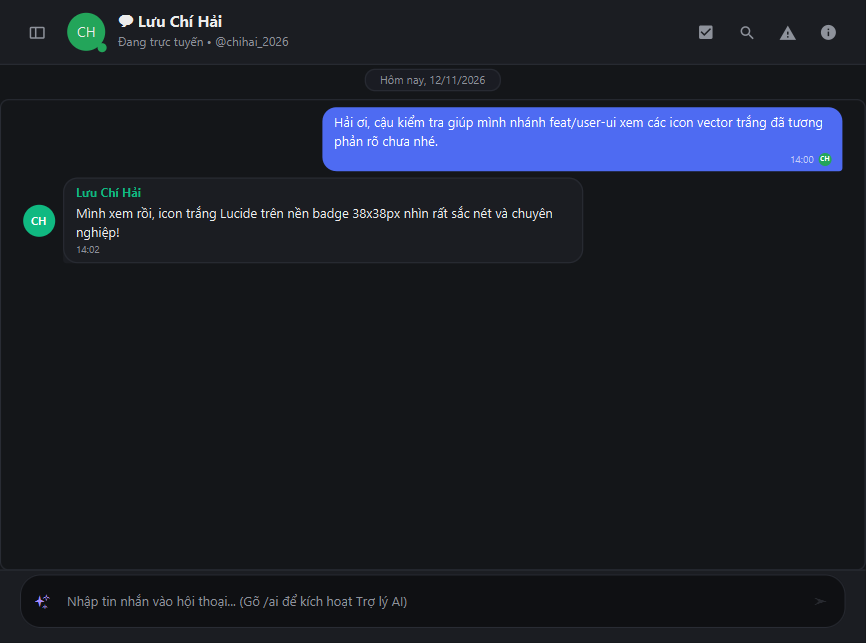 CH
💬 Lưu Chí Hải
Đang trực tuyến • @chihai_2026
Hôm nay, 12/11/2026
Hải ơi, cậu kiểm tra giúp mình nhánh feat/user-ui xem các icon vector trắng đã tương
phản rõ chưa nhé.
14:00 CH
Lưu Chí Hải
CH
Mình xem rồi, icon trắng Lucide trên nền badge 38x38px nhìn rất sắc nét và chuyên
nghiệp!
14:02
Nhập tin nhắn vào hội thoại... (Gõ /ai để kích hoạt Trợ lý AI)